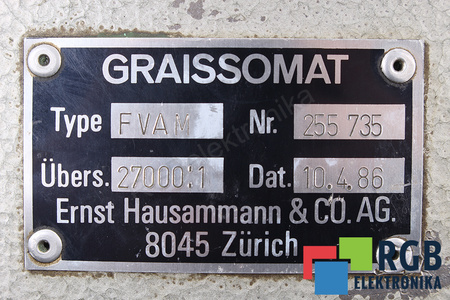 GRAISSOMAT
Type FVAM Nr. 255 735
Übers. 27000:1 Dat. 10.4.86
Ernst Hausammann & CO. AG.
8045 Zürich
RGB
ELEKTRONIKA